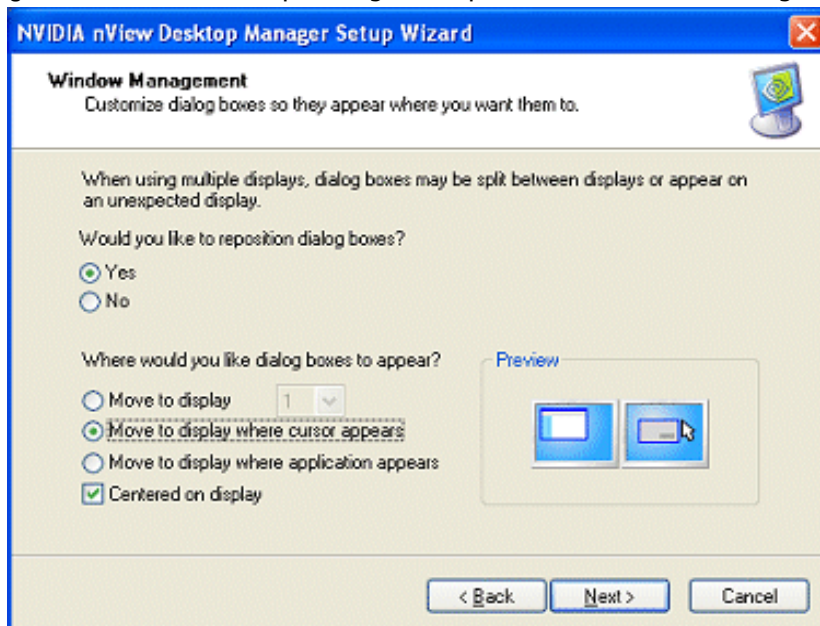 NVIDIA nView Desktop Manager Setup Wizard
Window Management
Customize dialog boxes so they appear where you want them to.
When using multiple displays, dialog boxes may be split between displays or appear on
an unexpected display.
Would you like to reposition dialog boxes?
Yes
No
Where would you like dialog boxes to appear?
Preview
Move to display 1
Move to display where cursor appears
Move to display where application appears
Centered on display
< Back Next > Cancel